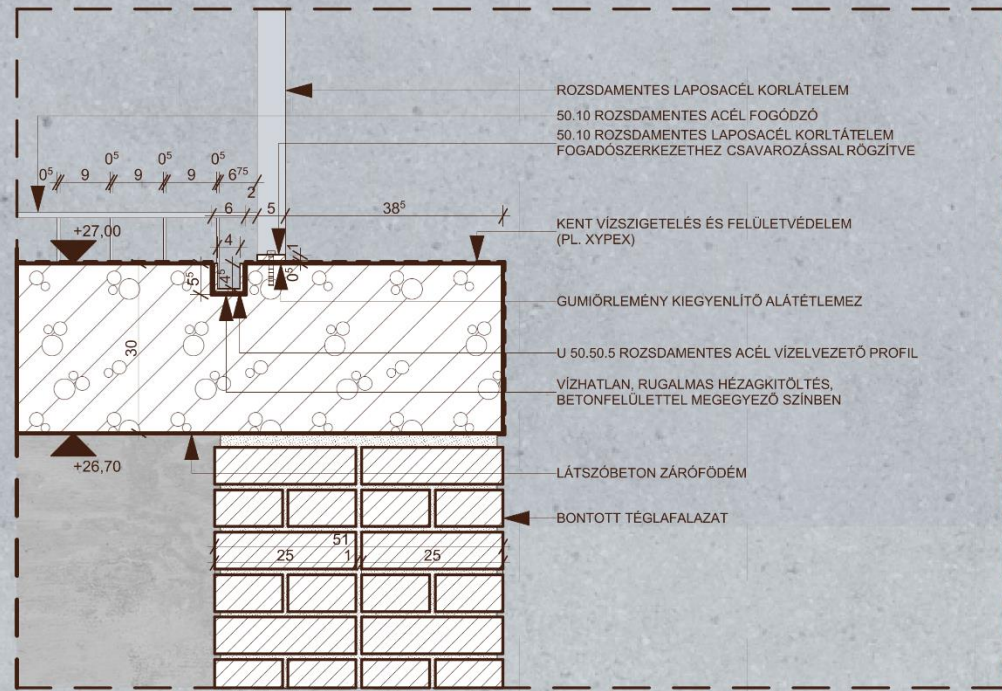 ROZSDAMENTES LAPOSACÉL KORLÁTELEM
50.10 ROZSDAMENTES ACÉL FOGÓDZÓ
50.10 ROZSDAMENTES LAPOSACÉL KORLTÁTELEM
FOGADÓSZERKEZETHEZ CSAVAROZÁSSAL RÖGZÍTVE
0⁵ 0⁵ 0⁵
0⁵ 9 9 9 6⁷⁵
2
6 5 38⁵
+27,00
4
KENT VÍZSZIGETELÉS ÉS FELÜLETVÉDELEM
(PL. XYPEX)
1
5⁵ 4⁵ 0⁵
GUMIŐRLEMÉNY KIEGYENLÍTŐ ALÁTÉTLEMEZ
30
U 50.50.5 ROZSDAMENTES ACÉL VÍZELVEZETŐ PROFIL
VÍZHATLAN, RUGALMAS HÉZAGKITÖLTÉS,
BETONFELÜLETTEL MEGEGYEZŐ SZÍNBEN
+26,70
LÁTSZÓBETON ZÁRÓFÖDÉM
BONTOTT TÉGLAFALAZAT
51
25 1 25